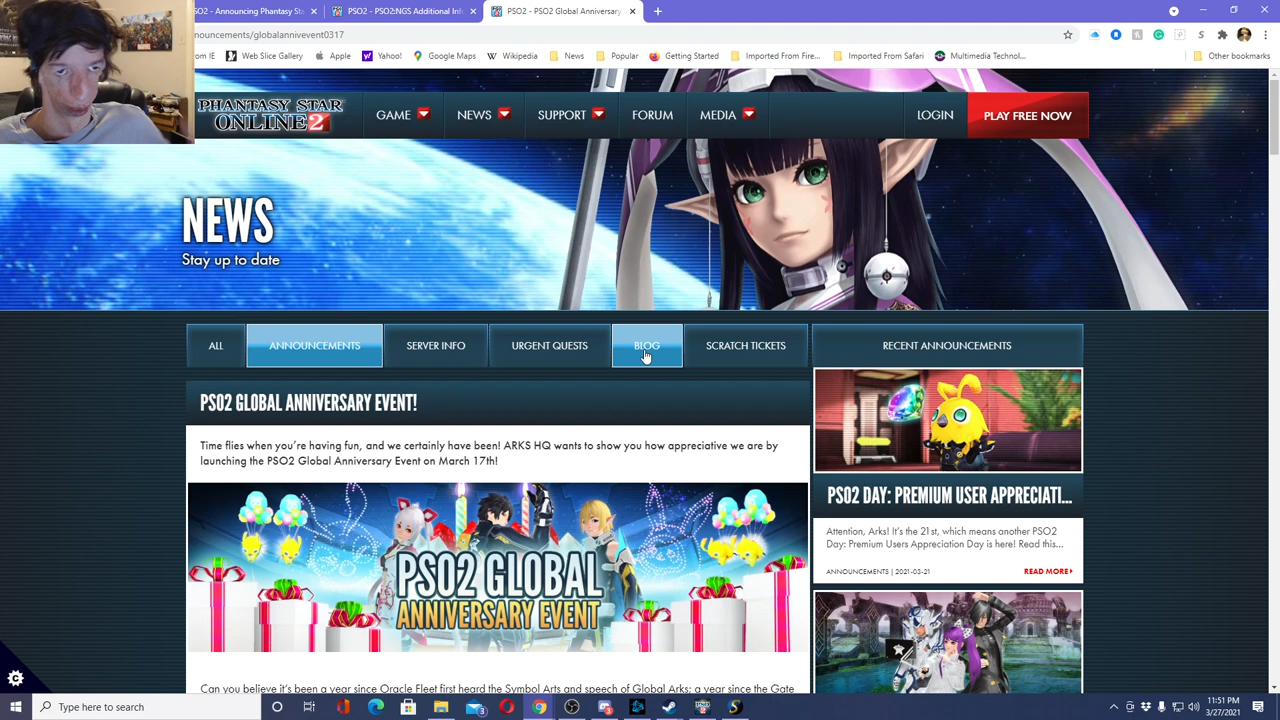 PSO2 - Phantasy Star
PSO2 - PSO2:NGS News
PSO2 - PSO2 Global Anniversary
nouncements/globalannivevent0317
om IE
Web Slice Gallery
Apple
Yahoo!
Google Maps
Wikipedia
News
Popular
Getting Started
Imported From Fire...
Imported From Safari
Multimedia Technol...
Other bookmarks
MARVEL
PHANTASY STAR
ONLINE 2
GAME
NEWS
SUPPORT
FORUM
MEDIA
LOGIN
PLAY FREE NOW
NEWS
Stay up to date
ALL
ANNOUNCEMENTS
SERVER INFO
URGENT QUESTS
BLOG
SCRATCH TICKETS
RECENT ANNOUNCEMENTS
PSO2 GLOBAL ANNIVERSARY EVENT!
Time flies when you're having fun, and we certainly have been! ARKS HQ wants to show you how appreciative we are by
launching the PSO2 Global Anniversary Event on March 17th!
PSO2 GLOBAL
ANNIVERSARY EVENT
Can you believe it's been a year since Oracle Fleet first heard the Symbol Arts and speech of Global Arks; a year since the Gate
PSO2 DAY: PREMIUM USER APPRECIATI...
Attention, Arks! It's the 21st, which means another PSO2
Day: Premium Users Appreciation Day is here! Read this...
ANNOUNCEMENTS | 2021-03-21
READ MORE
Type here to search
11:51 PM
3/27/2021